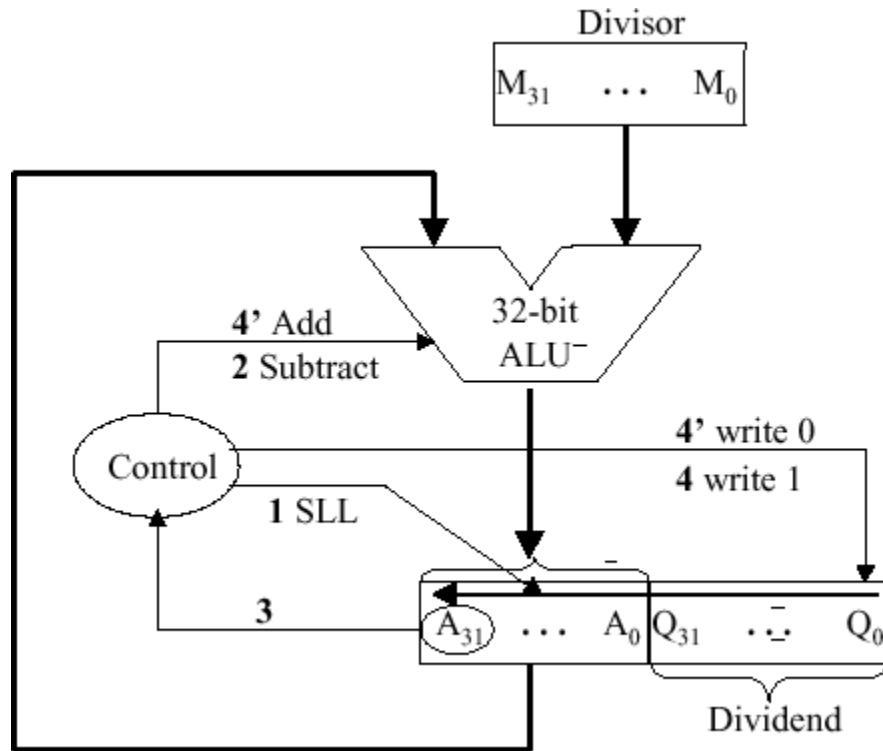 Divisor
M₃₁ ... M₀
32-bit
ALU⁻
4’ Add
2 Subtract
4’ write 0
4 write 1
Control
1 SLL
3
A₃₁ ... A₀ Q₃₁ ... Q₀
Dividend